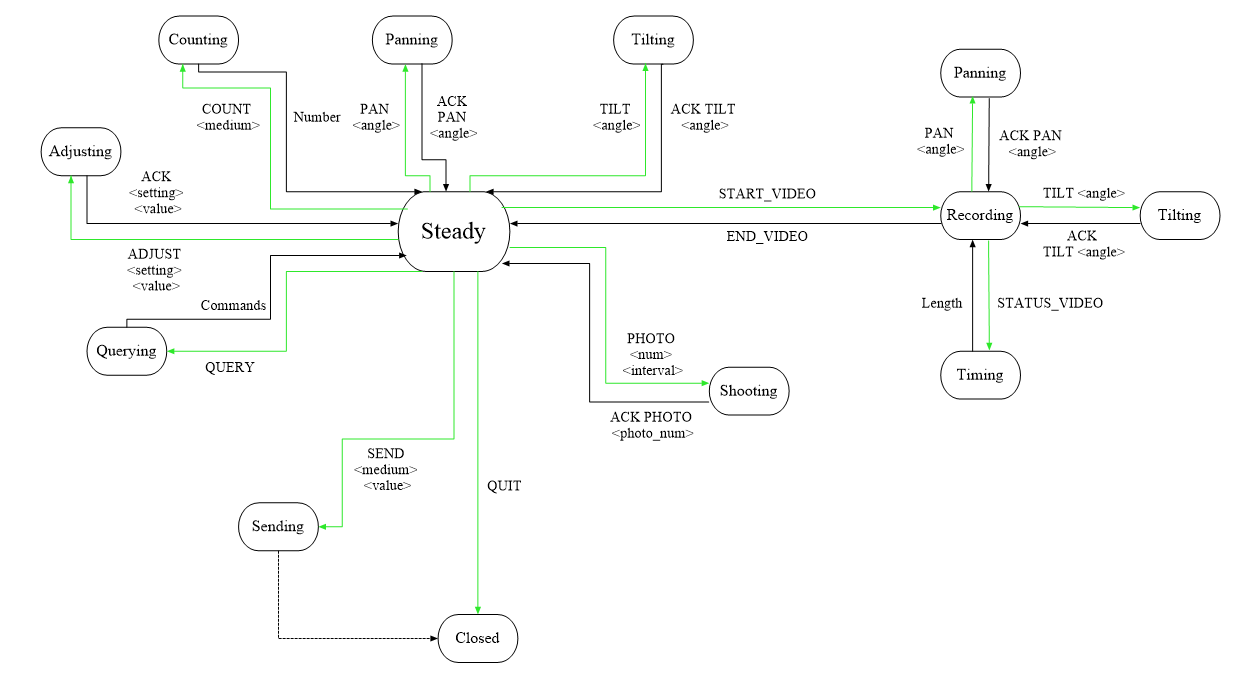 Counting
Panning
Tilting
Panning
COUNT
<medium>
Number
PAN
<angle>
ACK
PAN
<angle>
TILT
<angle>
ACK TILT
<angle>
PAN
<angle>
ACK PAN
<angle>
Adjusting
ACK
<setting>
<value>
START_VIDEO
TILT <angle>
Steady
Recording
Tilting
END_VIDEO
ACK
TILT <angle>
ADJUST
<setting>
<value>
Commands
Length
STATUS_VIDEO
Querying
QUERY
PHOTO
<num>
<interval>
Timing
Shooting
ACK PHOTO
<photo_num>
SEND
<medium>
<value>
QUIT
Sending
Closed